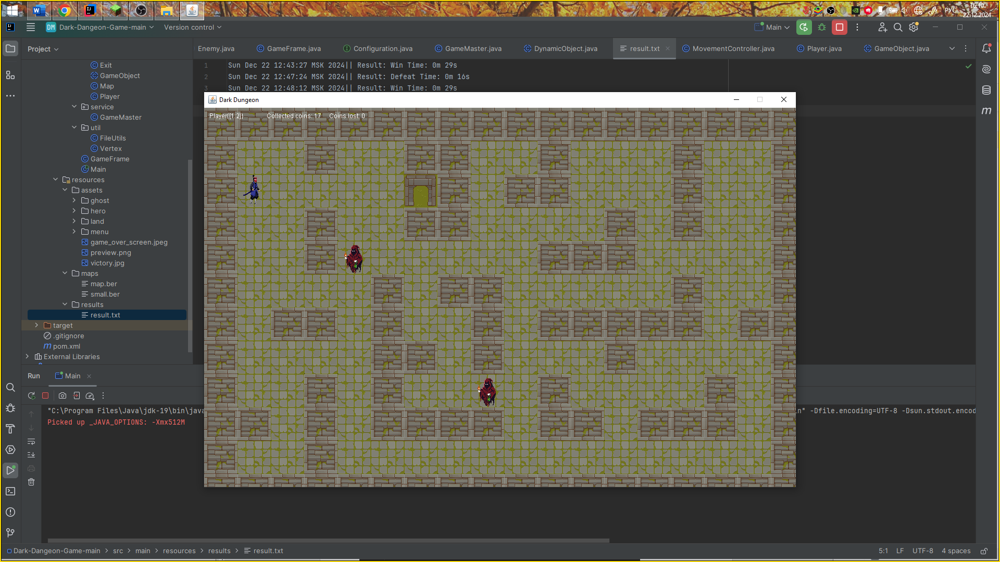 W
РУС
16:10
22.12.2024
DM
Dark-Dangeon-Game-main
Version control
Main
Project
Enemy.java
GameFrame.java
Configuration.java
GameMaster.java
DynamicObject.java
result.txt
MovementController.java
Player.java
GameObject.java
Exit
GameObject
Map
Player
service
GameMaster
util
FileUtils
Vertex
GameFrame
Main
resources
assets
ghost
hero
land
menu
game_over_screen.jpeg
preview.png
victory.jpg
maps
map.ber
small.ber
results
result.txt
target
.gitignore
pom.xml
External Libraries
1 Sun Dec 22 12:43:27 MSK 2024|| Result: Win Time: 0m 29s
2 Sun Dec 22 12:47:24 MSK 2024|| Result: Defeat Time: 0m 16s
3 Sun Dec 22 12:48:12 MSK 2024|| Result: Win Time: 0m 29s
Dark Dungeon
Player{[1:2]} Collected coins: 17 Coins lost: 0
Run
Main
"C:\Program Files\Java\jdk-19\bin\java
n" -Dfile.encoding=UTF-8 -Dsun.stdout.encod
Picked up _JAVA_OPTIONS: -Xmx512M
Dark-Dangeon-Game-main > src > main > resources > results > result.txt
5:1 LF UTF-8 4 spaces